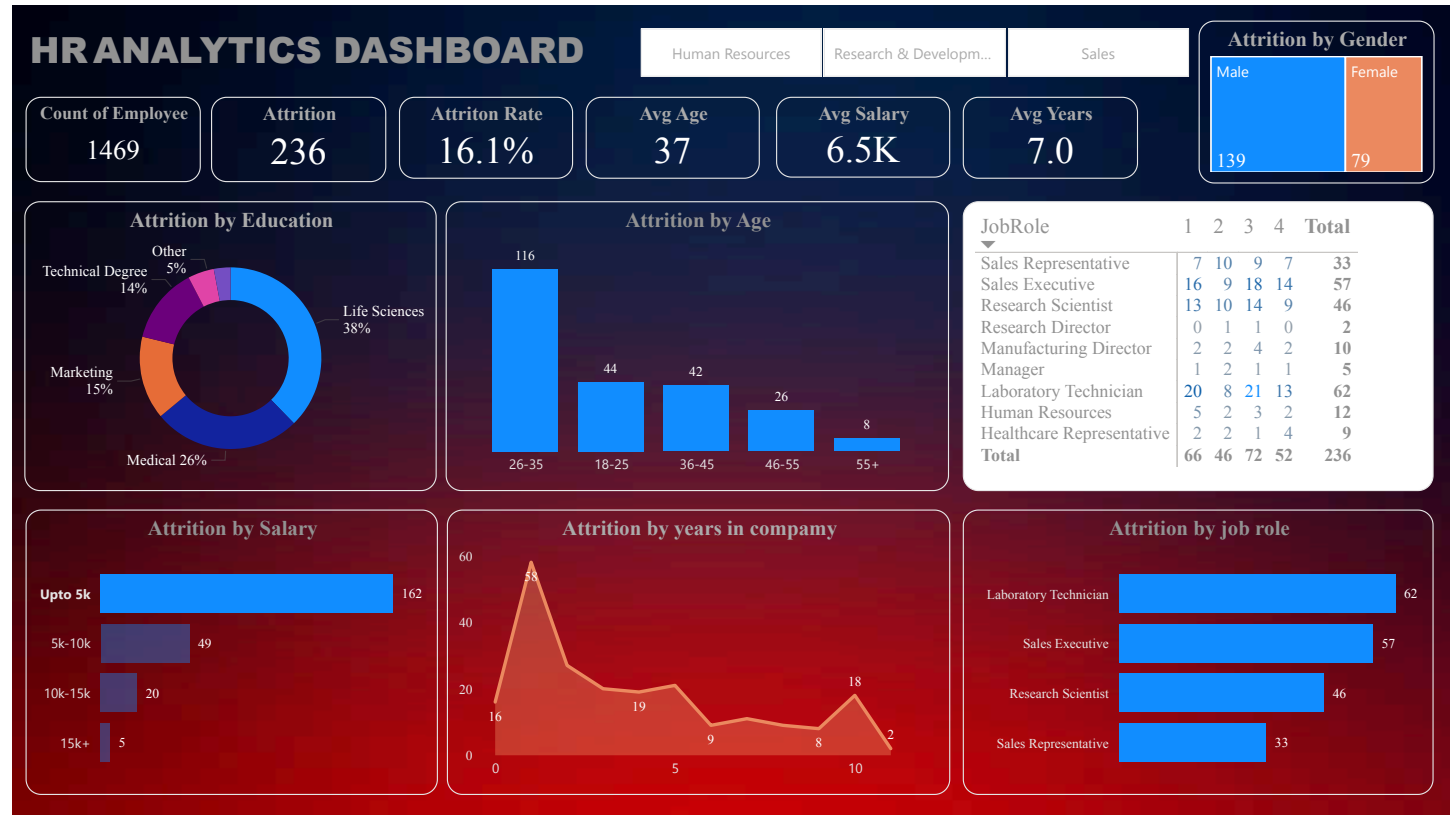 HR ANALYTICS DASHBOARD
Human Resources
Research & Developm...
Sales
Attrition by Gender
Male
139
Female
79
Count of Employee
1469
Attrition
236
Attriton Rate
16.1%
Avg Age
37
Avg Salary
6.5K
Avg Years
7.0
Attrition by Education
Other
5%
Technical Degree
14%
Life Sciences
38%
Marketing
15%
Medical 26%
Attrition by Age
116
44
42
26
8
26-35 18-25 36-45 46-55 55+
JobRole 1 2 3 4 Total
Sales Representative 7 10 9 7 33
Sales Executive 16 9 18 14 57
Research Scientist 13 10 14 9 46
Research Director 0 1 1 0 2
Manufacturing Director 2 2 4 2 10
Manager 1 2 1 1 5
Laboratory Technician 20 8 21 13 62
Human Resources 5 2 3 2 12
Healthcare Representative 2 2 1 4 9
Total 66 46 72 52 236
Attrition by Salary
Upto 5k 162
5k-10k 49
10k-15k 20
15k+ 5
Attrition by years in compamy
60
40
20
0
16
58
19
9
8
18
2
0 5 10
Attrition by job role
Laboratory Technician 62
Sales Executive 57
Research Scientist 46
Sales Representative 33